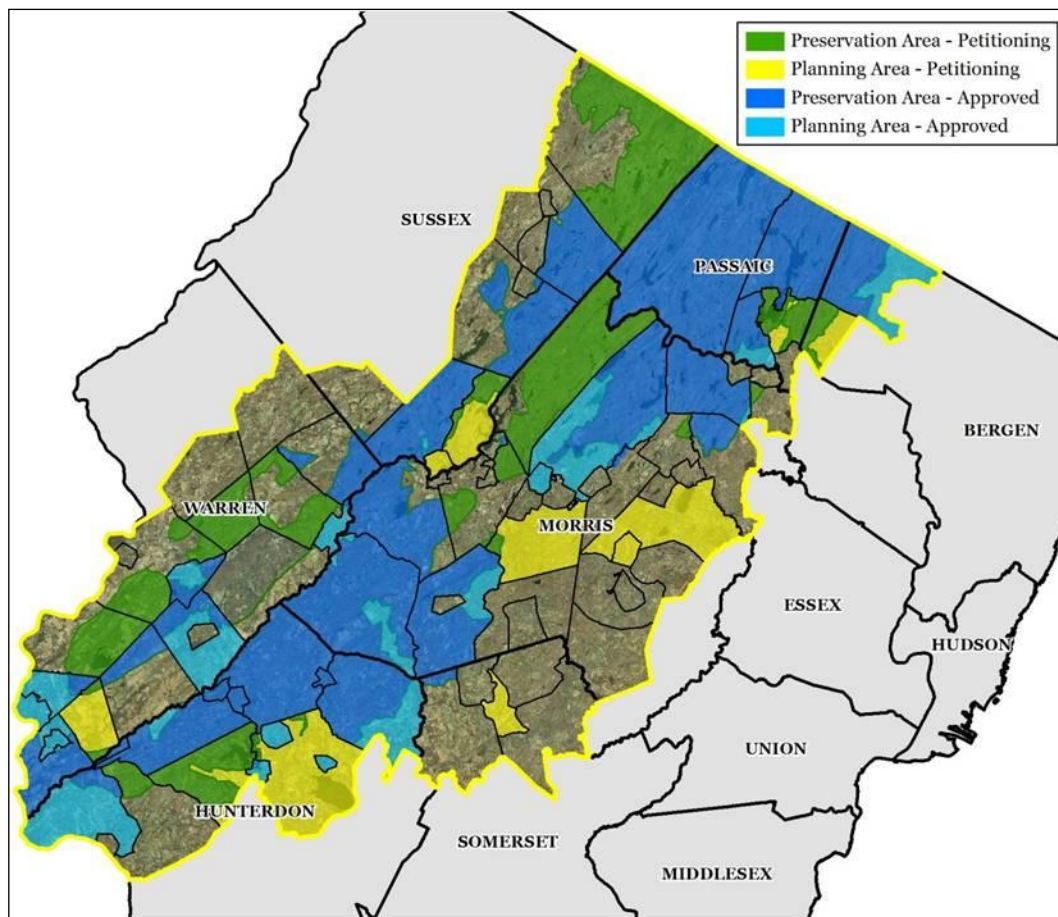 Preservation Area - Petitioning
Planning Area - Petitioning
Preservation Area - Approved
Planning Area - Approved
SUSSEX
PASSAIC
BERGEN
WARREN
MORRIS
ESSEX
HUDSON
UNION
HUNTERDON
SOMERSET
MIDDLESEX